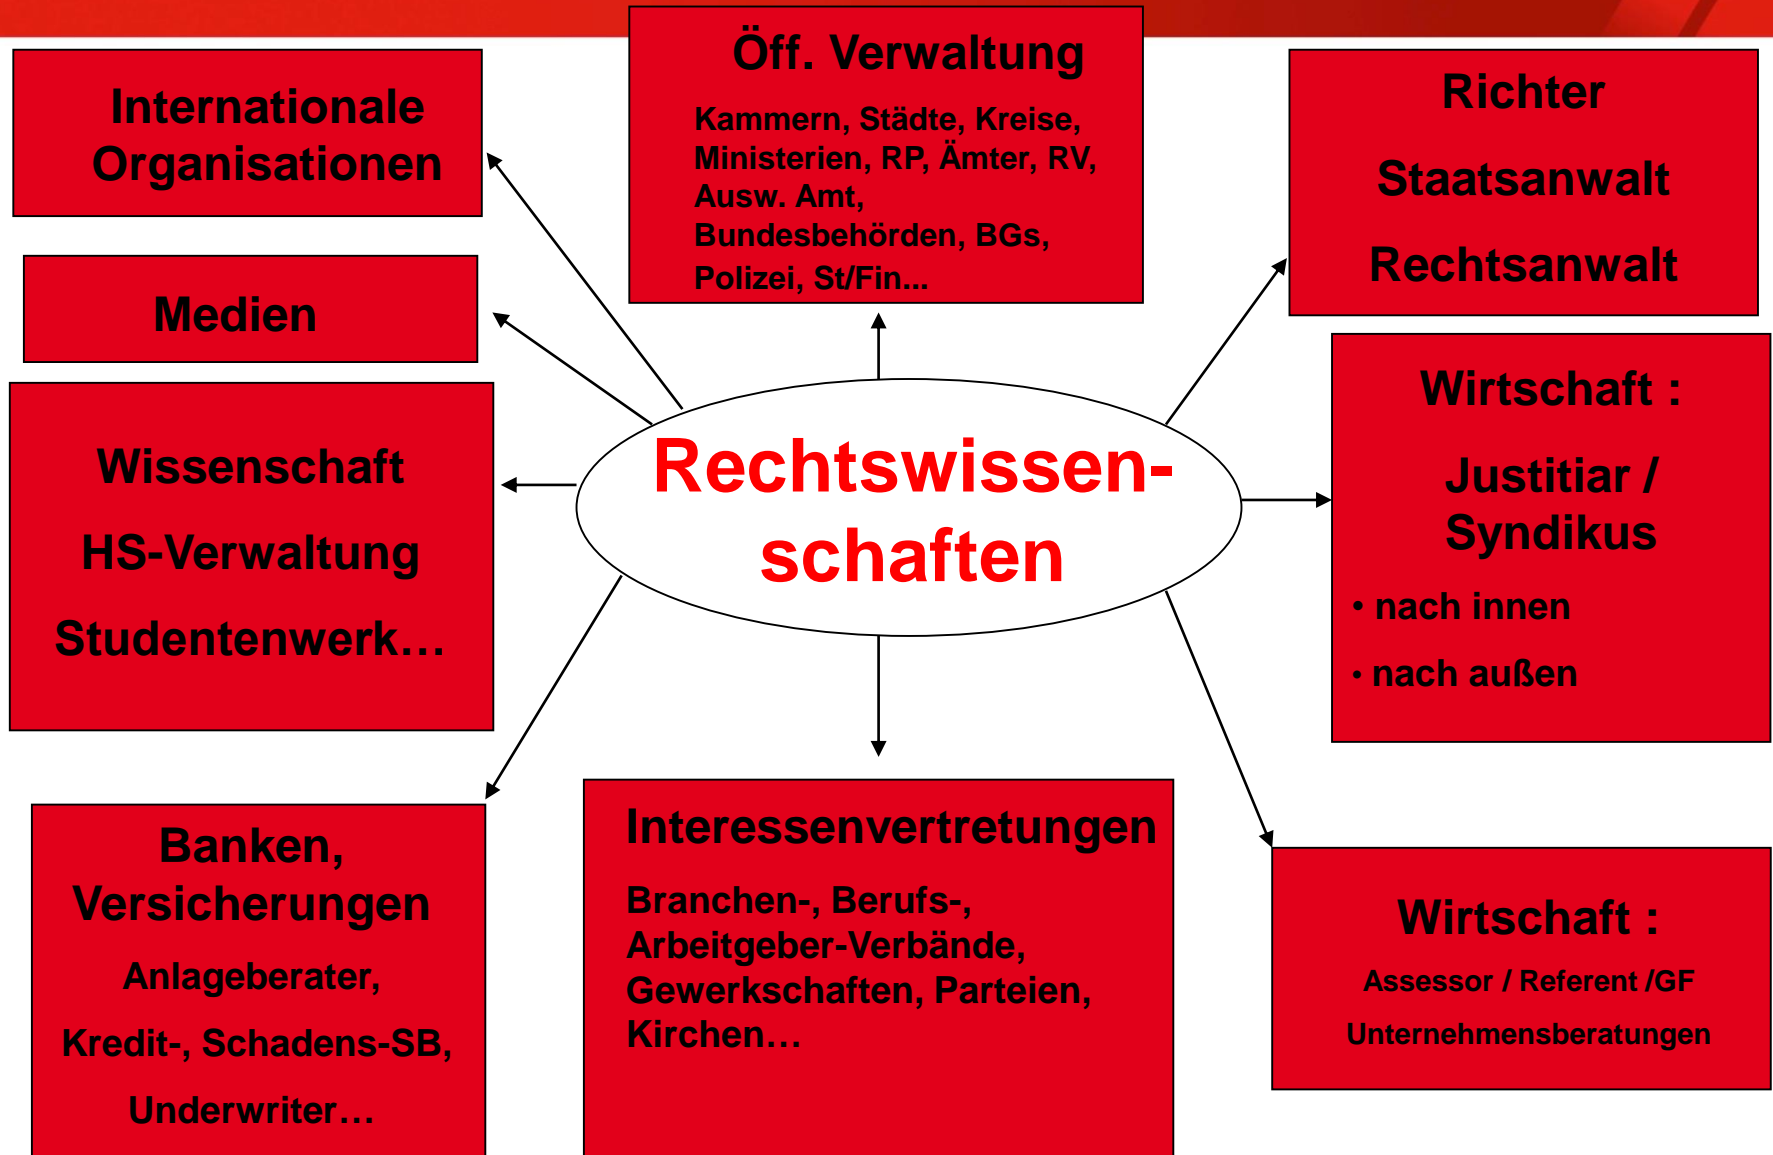 Öff. Verwaltung
Kammern, Städte, Kreise,
Ministerien, RP, Ämter, RV,
Ausw. Amt,
Bundesbehörden, BGs,
Polizei, St/Fin...
Internationale
Organisationen
Richter
Staatsanwalt
Rechtsanwalt
Medien
Wirtschaft :
Justitiar /
Syndikus
• nach innen
• nach außen
Wissenschaft
HS-Verwaltung
Studentenwerk…
Rechtswissen-
schaften
Banken,
Versicherungen
Anlageberater,
Kredit-, Schadens-SB,
Underwriter…
Interessenvertretungen
Branchen-, Berufs-,
Arbeitgeber-Verbände,
Gewerkschaften, Parteien,
Kirchen…
Wirtschaft :
Assessor / Referent /GF
Unternehmensberatungen